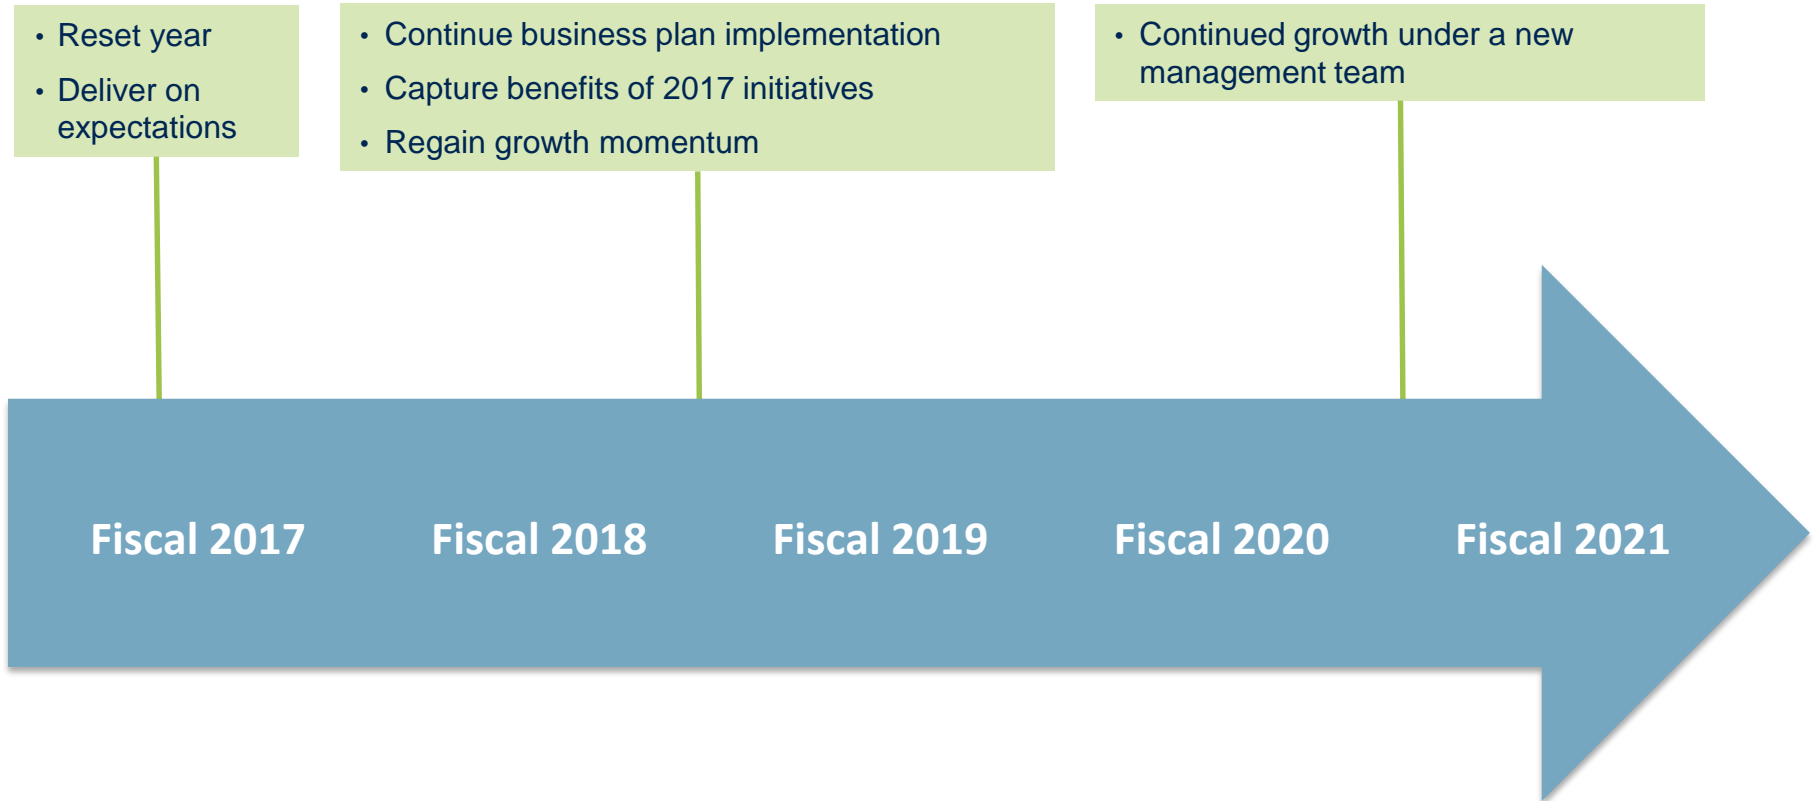 • Reset year
• Deliver on
expectations
• Continue business plan implementation
• Capture benefits of 2017 initiatives
• Regain growth momentum
• Continued growth under a new
management team
Fiscal 2017
Fiscal 2018
Fiscal 2019
Fiscal 2020
Fiscal 2021